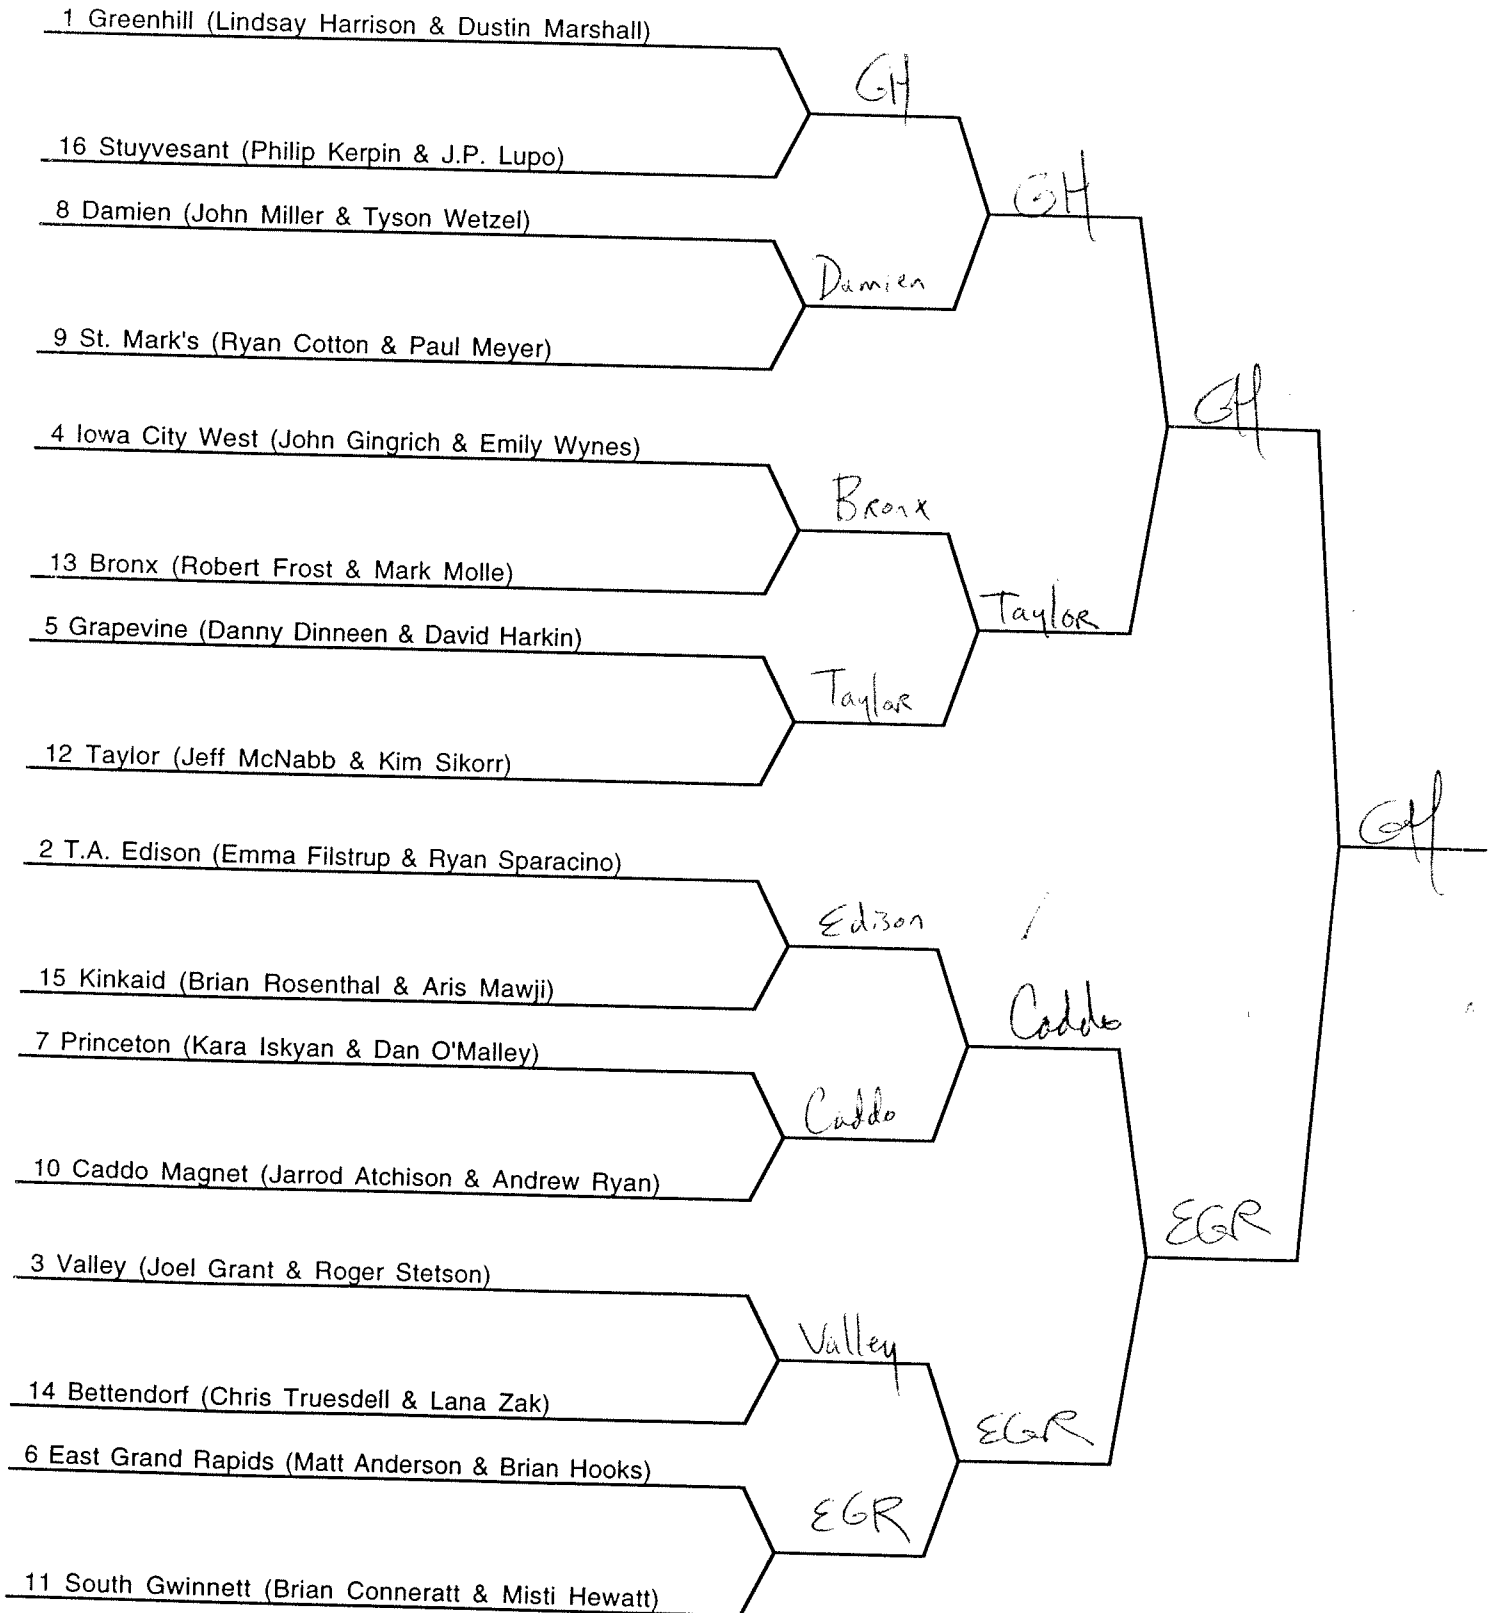 1 Greenhill (Lindsay Harrison & Dustin Marshall)
GH
16 Stuyvesant (Philip Kerpin & J.P. Lupo)
GH
8 Damien (John Miller & Tyson Wetzel)
Damien
9 St. Mark's (Ryan Cotton & Paul Meyer)
GH
4 Iowa City West (John Gingrich & Emily Wynes)
Bronx
13 Bronx (Robert Frost & Mark Molle)
Taylor
5 Grapevine (Danny Dinneen & David Harkin)
Taylor
12 Taylor (Jeff McNabb & Kim Sikorr)
GH
2 T.A. Edison (Emma Filstrup & Ryan Sparacino)
Edison
15 Kinkaid (Brian Rosenthal & Aris Mawji)
Caddo
7 Princeton (Kara Iskyan & Dan O'Malley)
Caddo
10 Caddo Magnet (Jarrod Atchison & Andrew Ryan)
EGR
3 Valley (Joel Grant & Roger Stetson)
Valley
14 Bettendorf (Chris Truesdell & Lana Zak)
EGR
6 East Grand Rapids (Matt Anderson & Brian Hooks)
EGR
11 South Gwinnett (Brian Conneratt & Misti Hewatt)